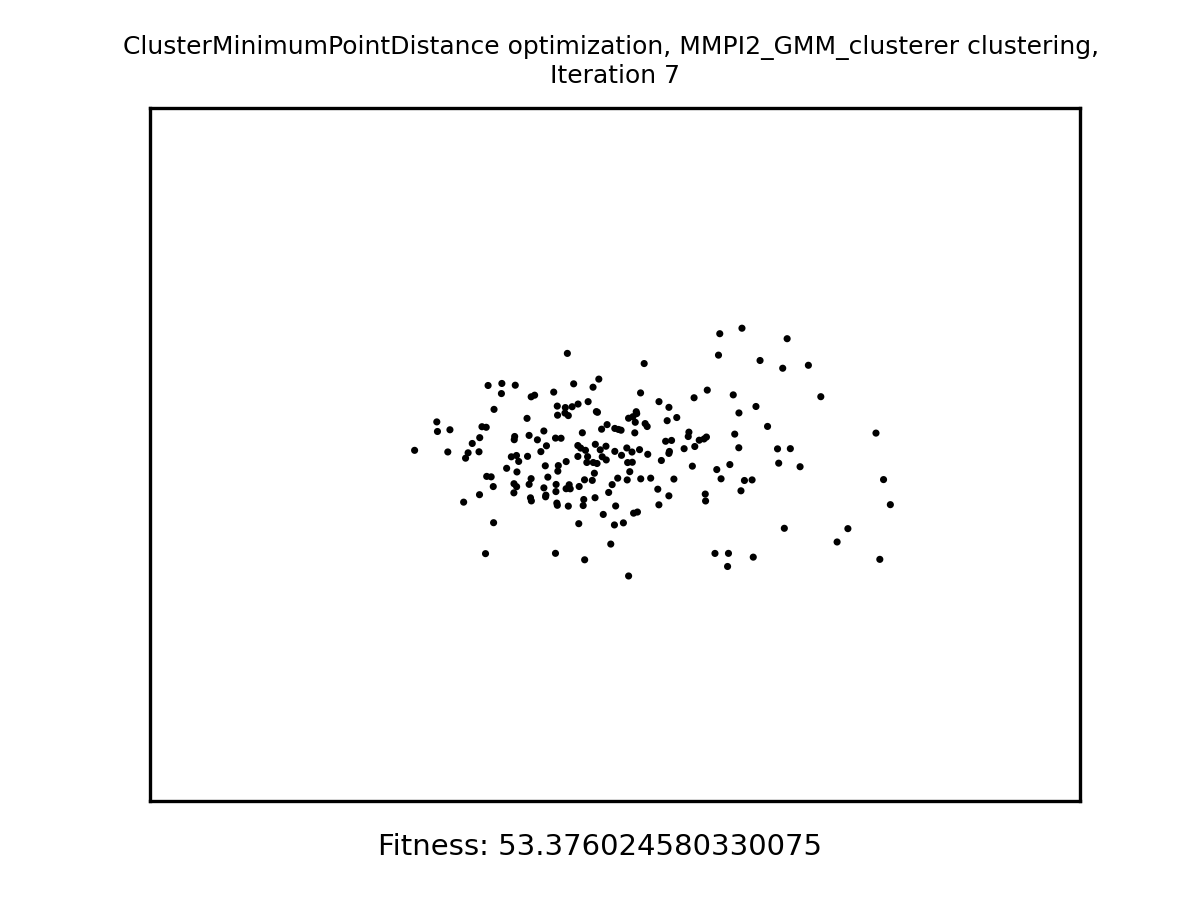 ClusterMinimumPointDistance optimization, MMPI2_GMM_clusterer clustering,
Iteration 7
Fitness: 53.376024580330075